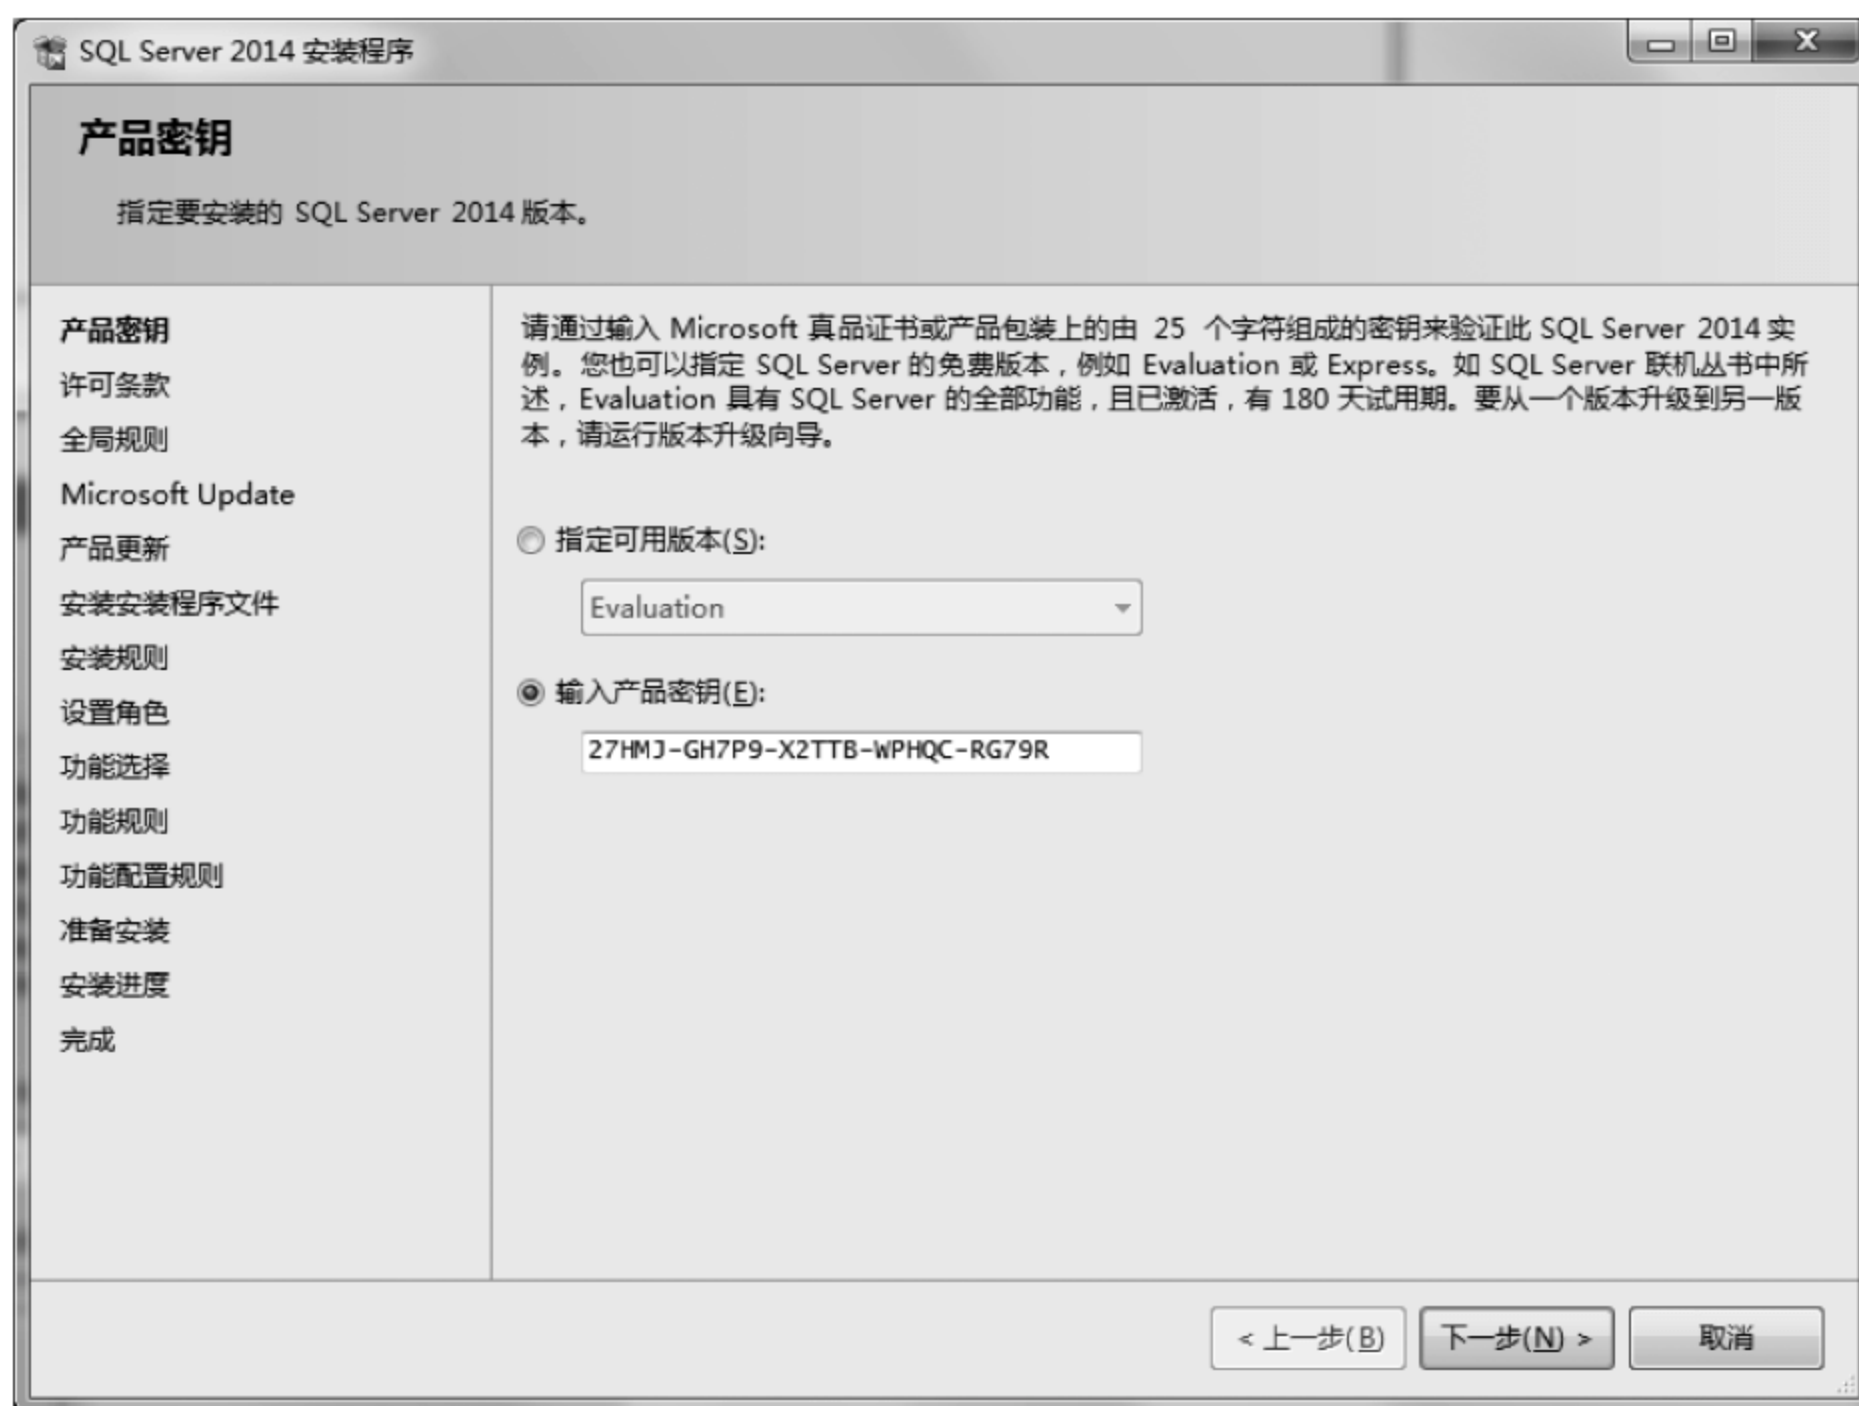 SQL Server 2014 安装程序
产品密钥
指定要安装的 SQL Server 2014 版本。
产品密钥
许可条款
全局规则
Microsoft Update
产品更新
安装安装程序文件
安装规则
设置角色
功能选择
功能规则
功能配置规则
准备安装
安装进度
完成
请通过输入 Microsoft 真品证书或产品包装上的由 25 个字符组成的密钥来验证此 SQL Server 2014 实
例。您也可以指定 SQL Server 的免费版本，例如 Evaluation 或 Express。如 SQL Server 联机丛书中所
述，Evaluation 具有 SQL Server 的全部功能，且已激活，有 180 天试用期。要从一个版本升级到另一版
本，请运行版本升级向导。
指定可用版本(S):
Evaluation
输入产品密钥(E):
27HMJ-GH7P9-X2TTB-WPHQC-RG79R
< 上一步(B)
下一步(N) >
取消